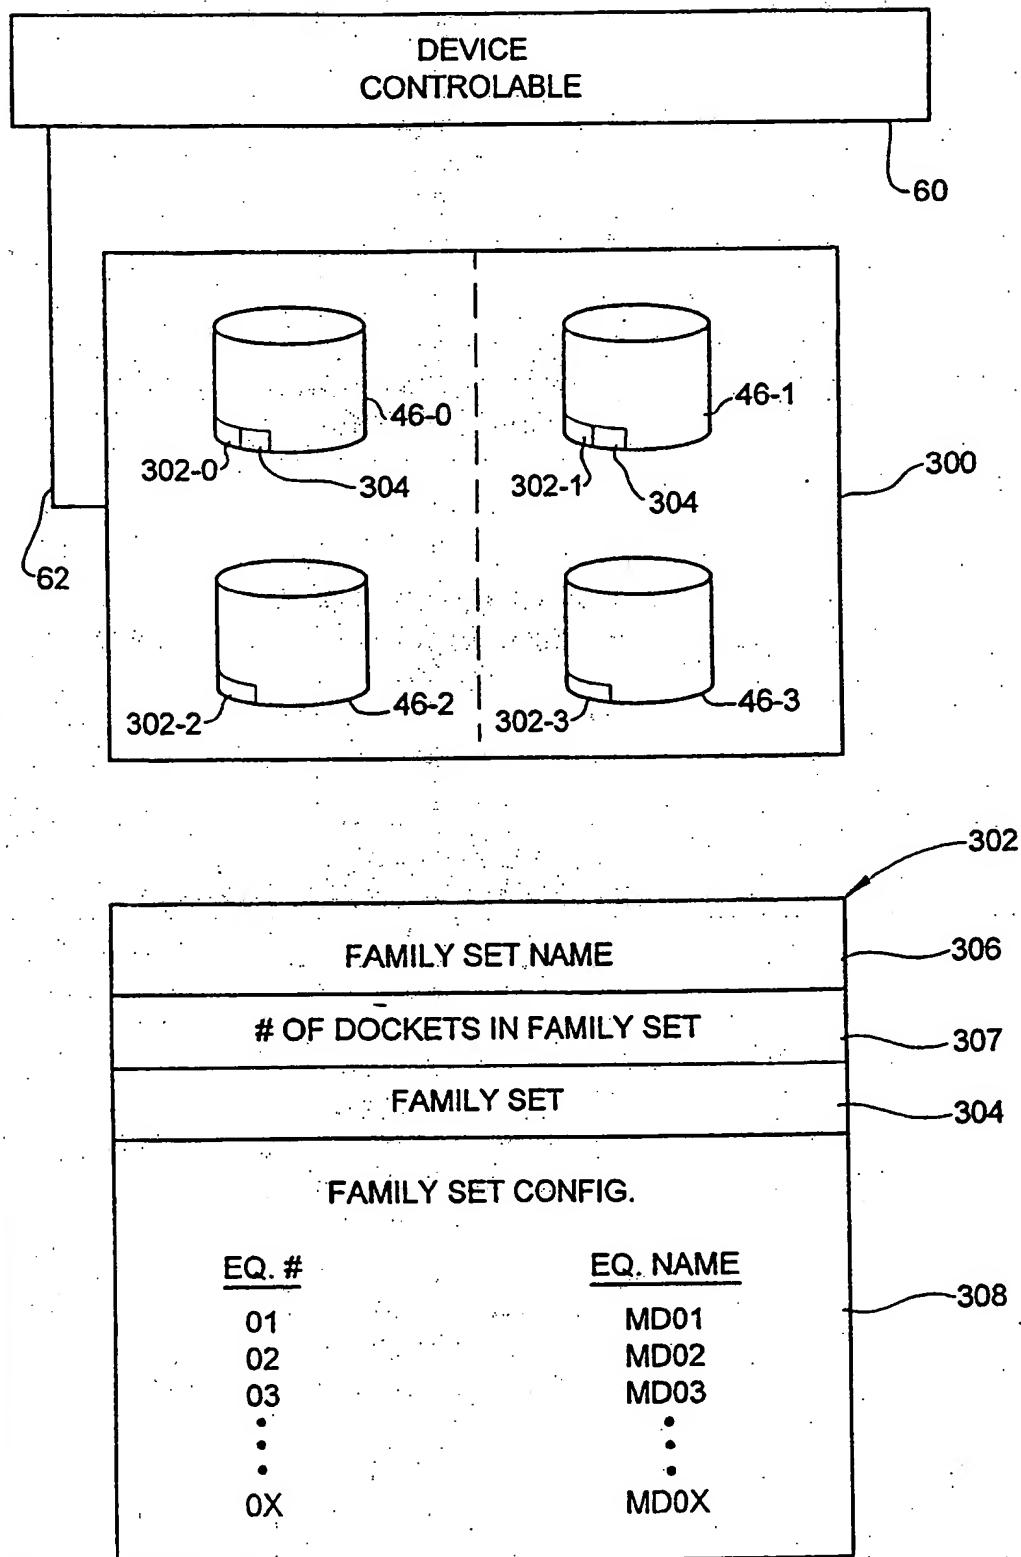 DEVICE
CONTROLABLE
60
46-0
46-1
302-0
304
302-1
304
300
62
302-2
46-2
302-3
46-3
302
FAMILY SET NAME
306
# OF DOCKETS IN FAMILY SET
307
FAMILY SET
304
FAMILY SET CONFIG.
EQ. # EQ. NAME
308
01 MD01
02 MD02
03 MD03
0X MD0X